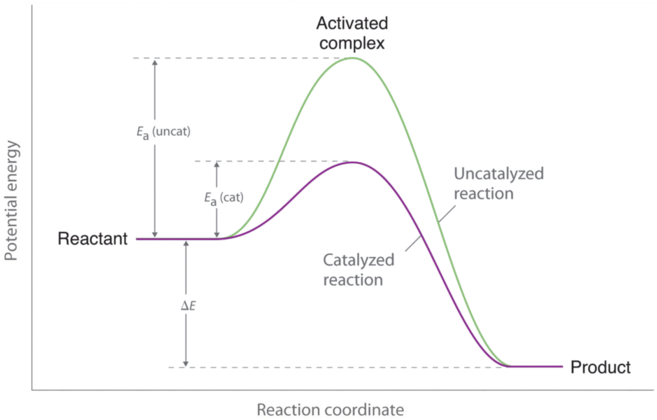 Activated
complex
Potential energy
Eₐ (uncat)
Eₐ (cat)
Uncatalyzed
reaction
Reactant
Catalyzed
reaction
ΔE
Product
Reaction coordinate